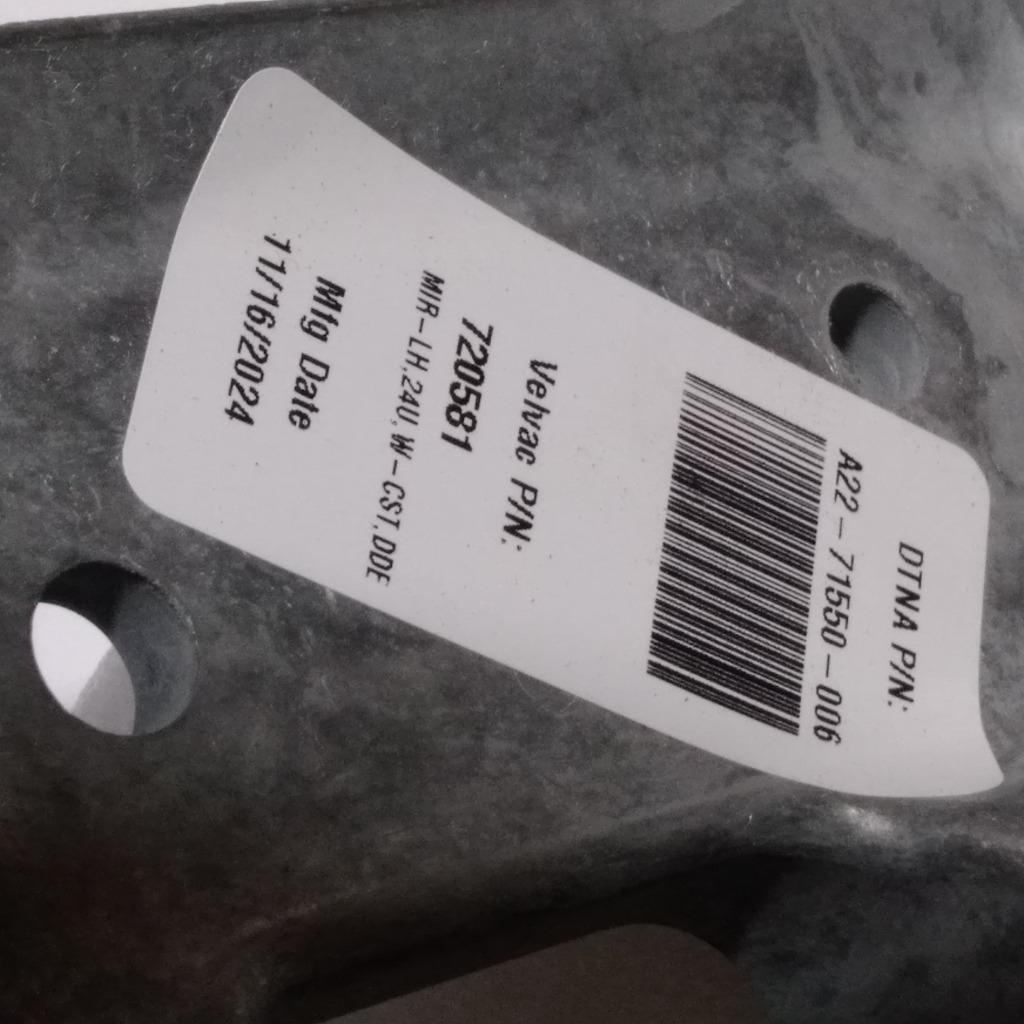 DTNA P/N:
A22-71550-006
Velvac P/N:
720581
MIR-LH,24U,W-CST,DDE
Mfg Date
11/16/2024